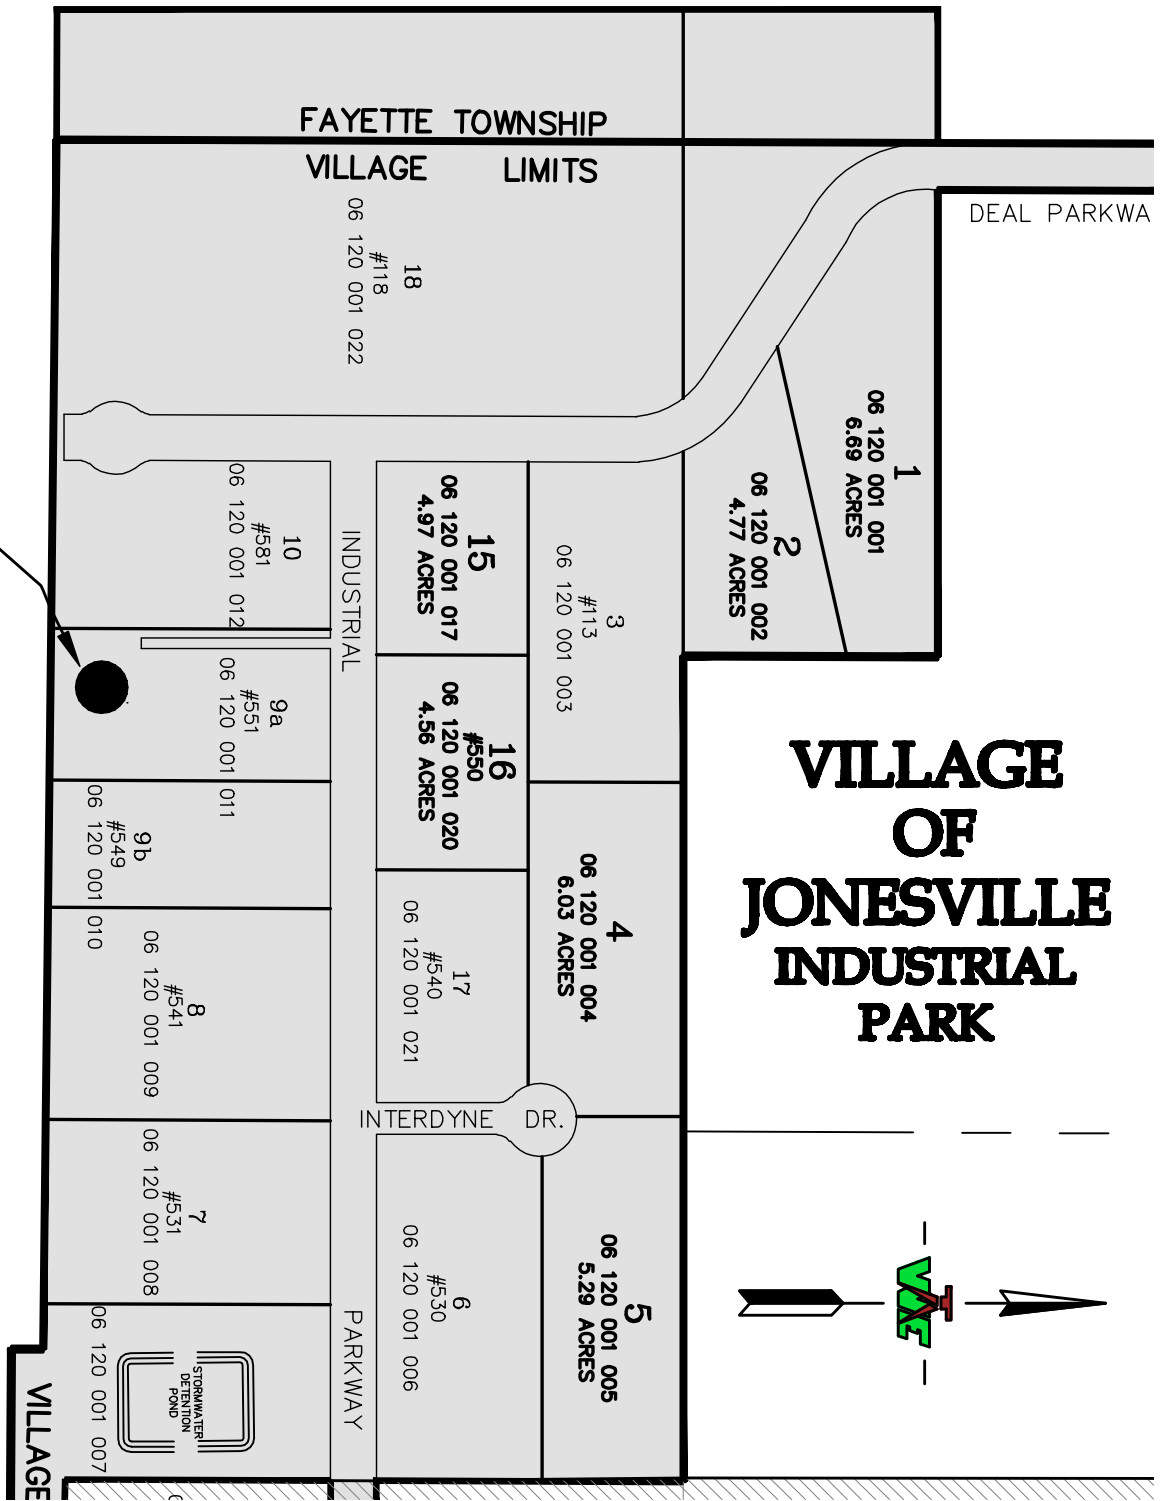 FAYETTE TOWNSHIP
VILLAGE LIMITS
DEAL PARKWA
18
#118
06 120 001 022
1
06 120 001 001
6.69 ACRES
2
06 120 001 002
4.77 ACRES
10
#581
06 120 001 012
INDUSTRIAL
15
06 120 001 017
4.97 ACRES
3
#113
06 120 001 003
9a
#551
06 120 001 011
16
#550
06 120 001 020
4.56 ACRES
VILLAGE
OF
JONESVILLE
INDUSTRIAL
PARK
9b
#549
06 120 001 010
4
06 120 001 004
6.03 ACRES
8
#541
06 120 001 009
17
#540
06 120 001 021
INTERDYNE DR.
7
#531
06 120 001 008
6
#530
06 120 001 006
5
06 120 001 005
5.29 ACRES
PARKWAY
06 120 001 007
STORMWATER
DETENTION
POND
VILLAGE